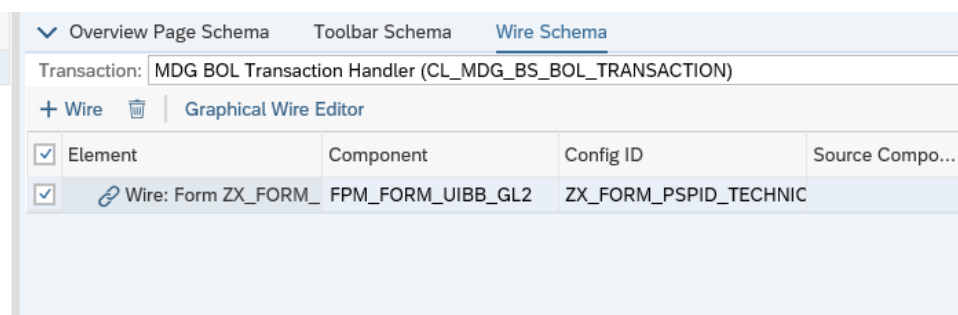 Overview Page Schema Toolbar Schema Wire Schema
Transaction: MDG BOL Transaction Handler (CL_MDG_BS_BOL_TRANSACTION)
+ Wire Graphical Wire Editor
Element Component Config ID Source Compo...
Wire: Form ZX_FORM_ FPM_FORM_UIBB_GL2 ZX_FORM_PSPID_TECHNIC